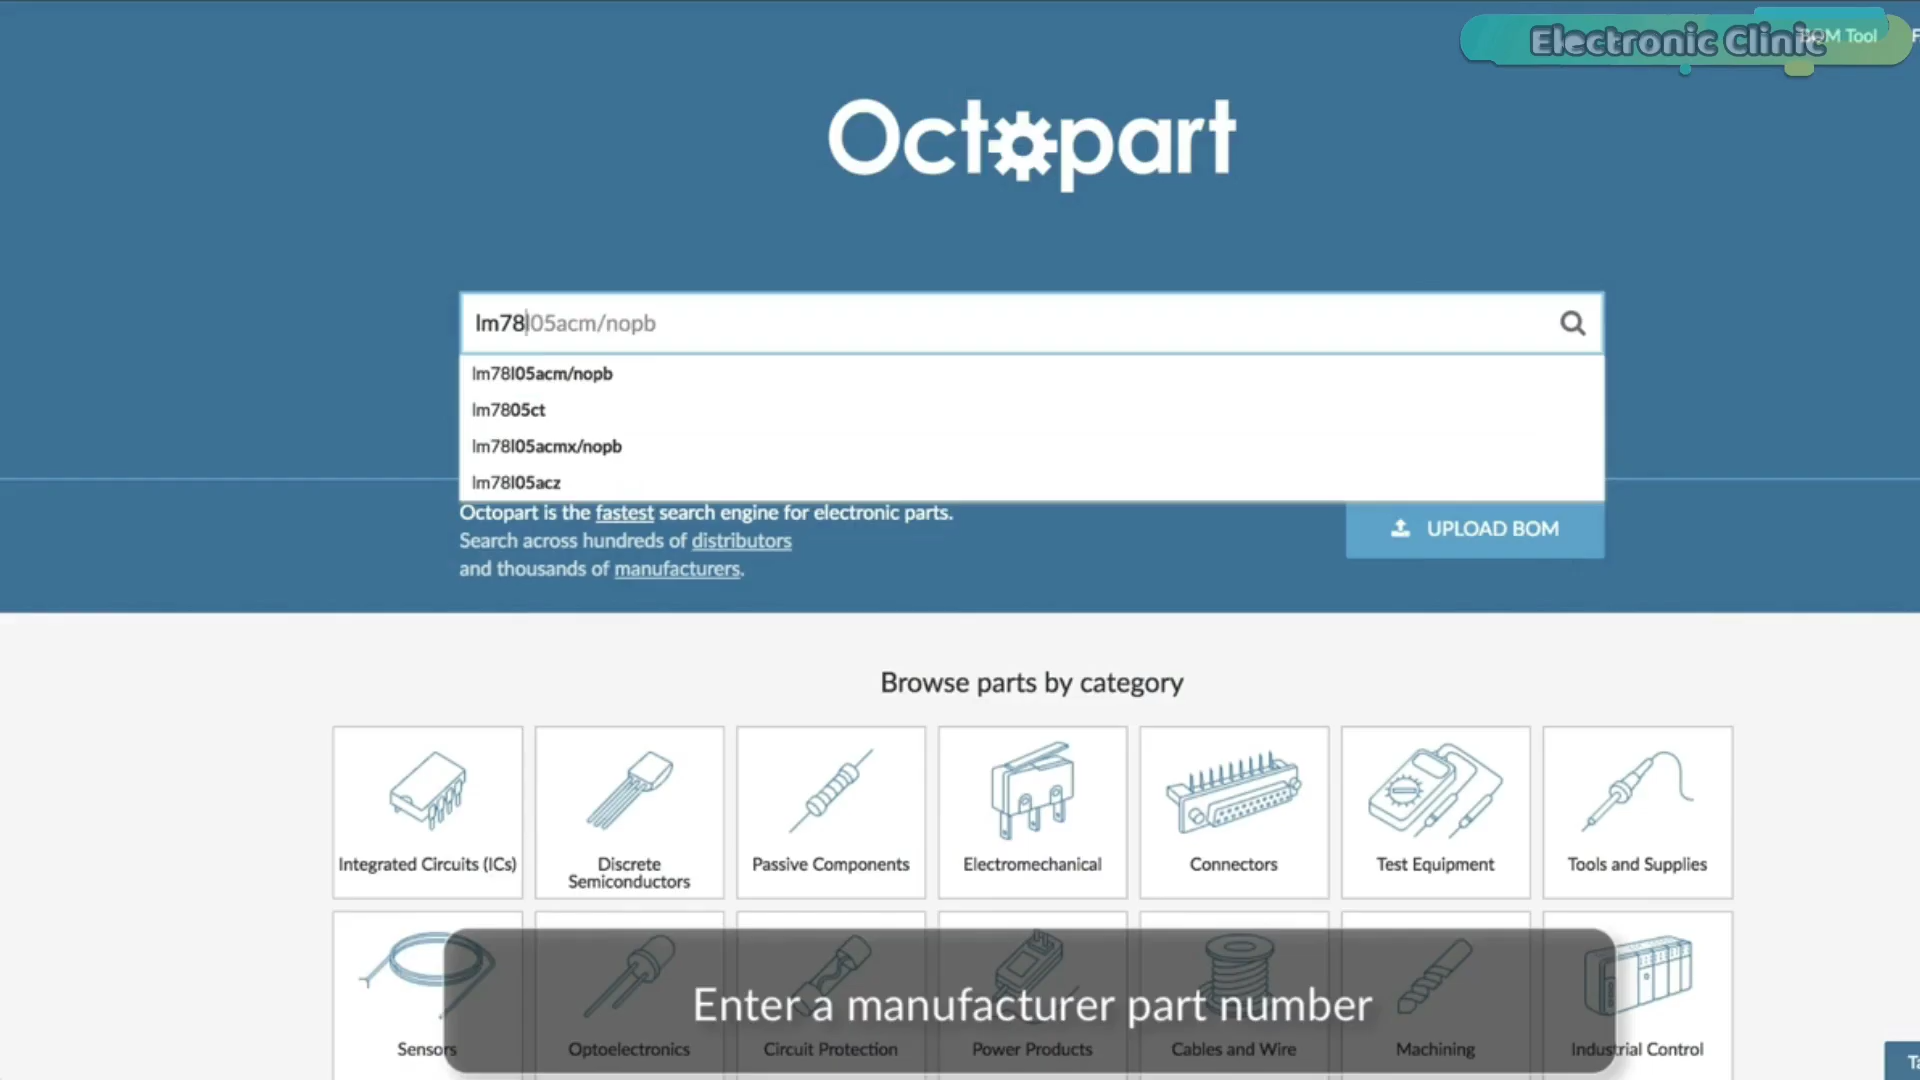 Electronic Clinic
BOM Tool
Octopart
lm78l05acm/nopb
lm78l05acm/nopb
lm7805ct
lm78l05acmx/nopb
lm78l05acz
Octopart is the fastest search engine for electronic parts.
Search across hundreds of distributors
and thousands of manufacturers.
UPLOAD BOM
Browse parts by category
Integrated Circuits (ICs)
Discrete
Semiconductors
Passive Components
Electromechanical
Connectors
Test Equipment
Tools and Supplies
Enter a manufacturer part number
Sensors
Optoelectronics
Circuit Protection
Power Products
Cables and Wire
Machining
Industrial Control